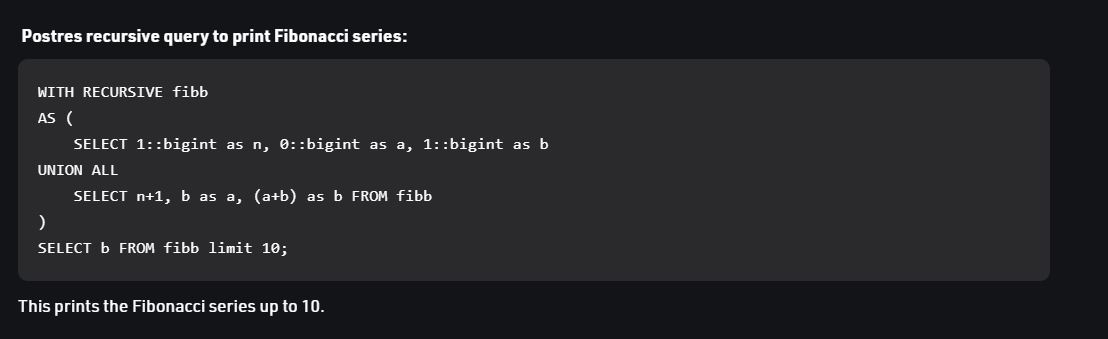 Postres recursive query to print Fibonacci series:
WITH RECURSIVE fibb
AS (
    SELECT 1::bigint as n, 0::bigint as a, 1::bigint as b
UNION ALL
    SELECT n+1, b as a, (a+b) as b FROM fibb
)
SELECT b FROM fibb limit 10;
This prints the Fibonacci series up to 10.